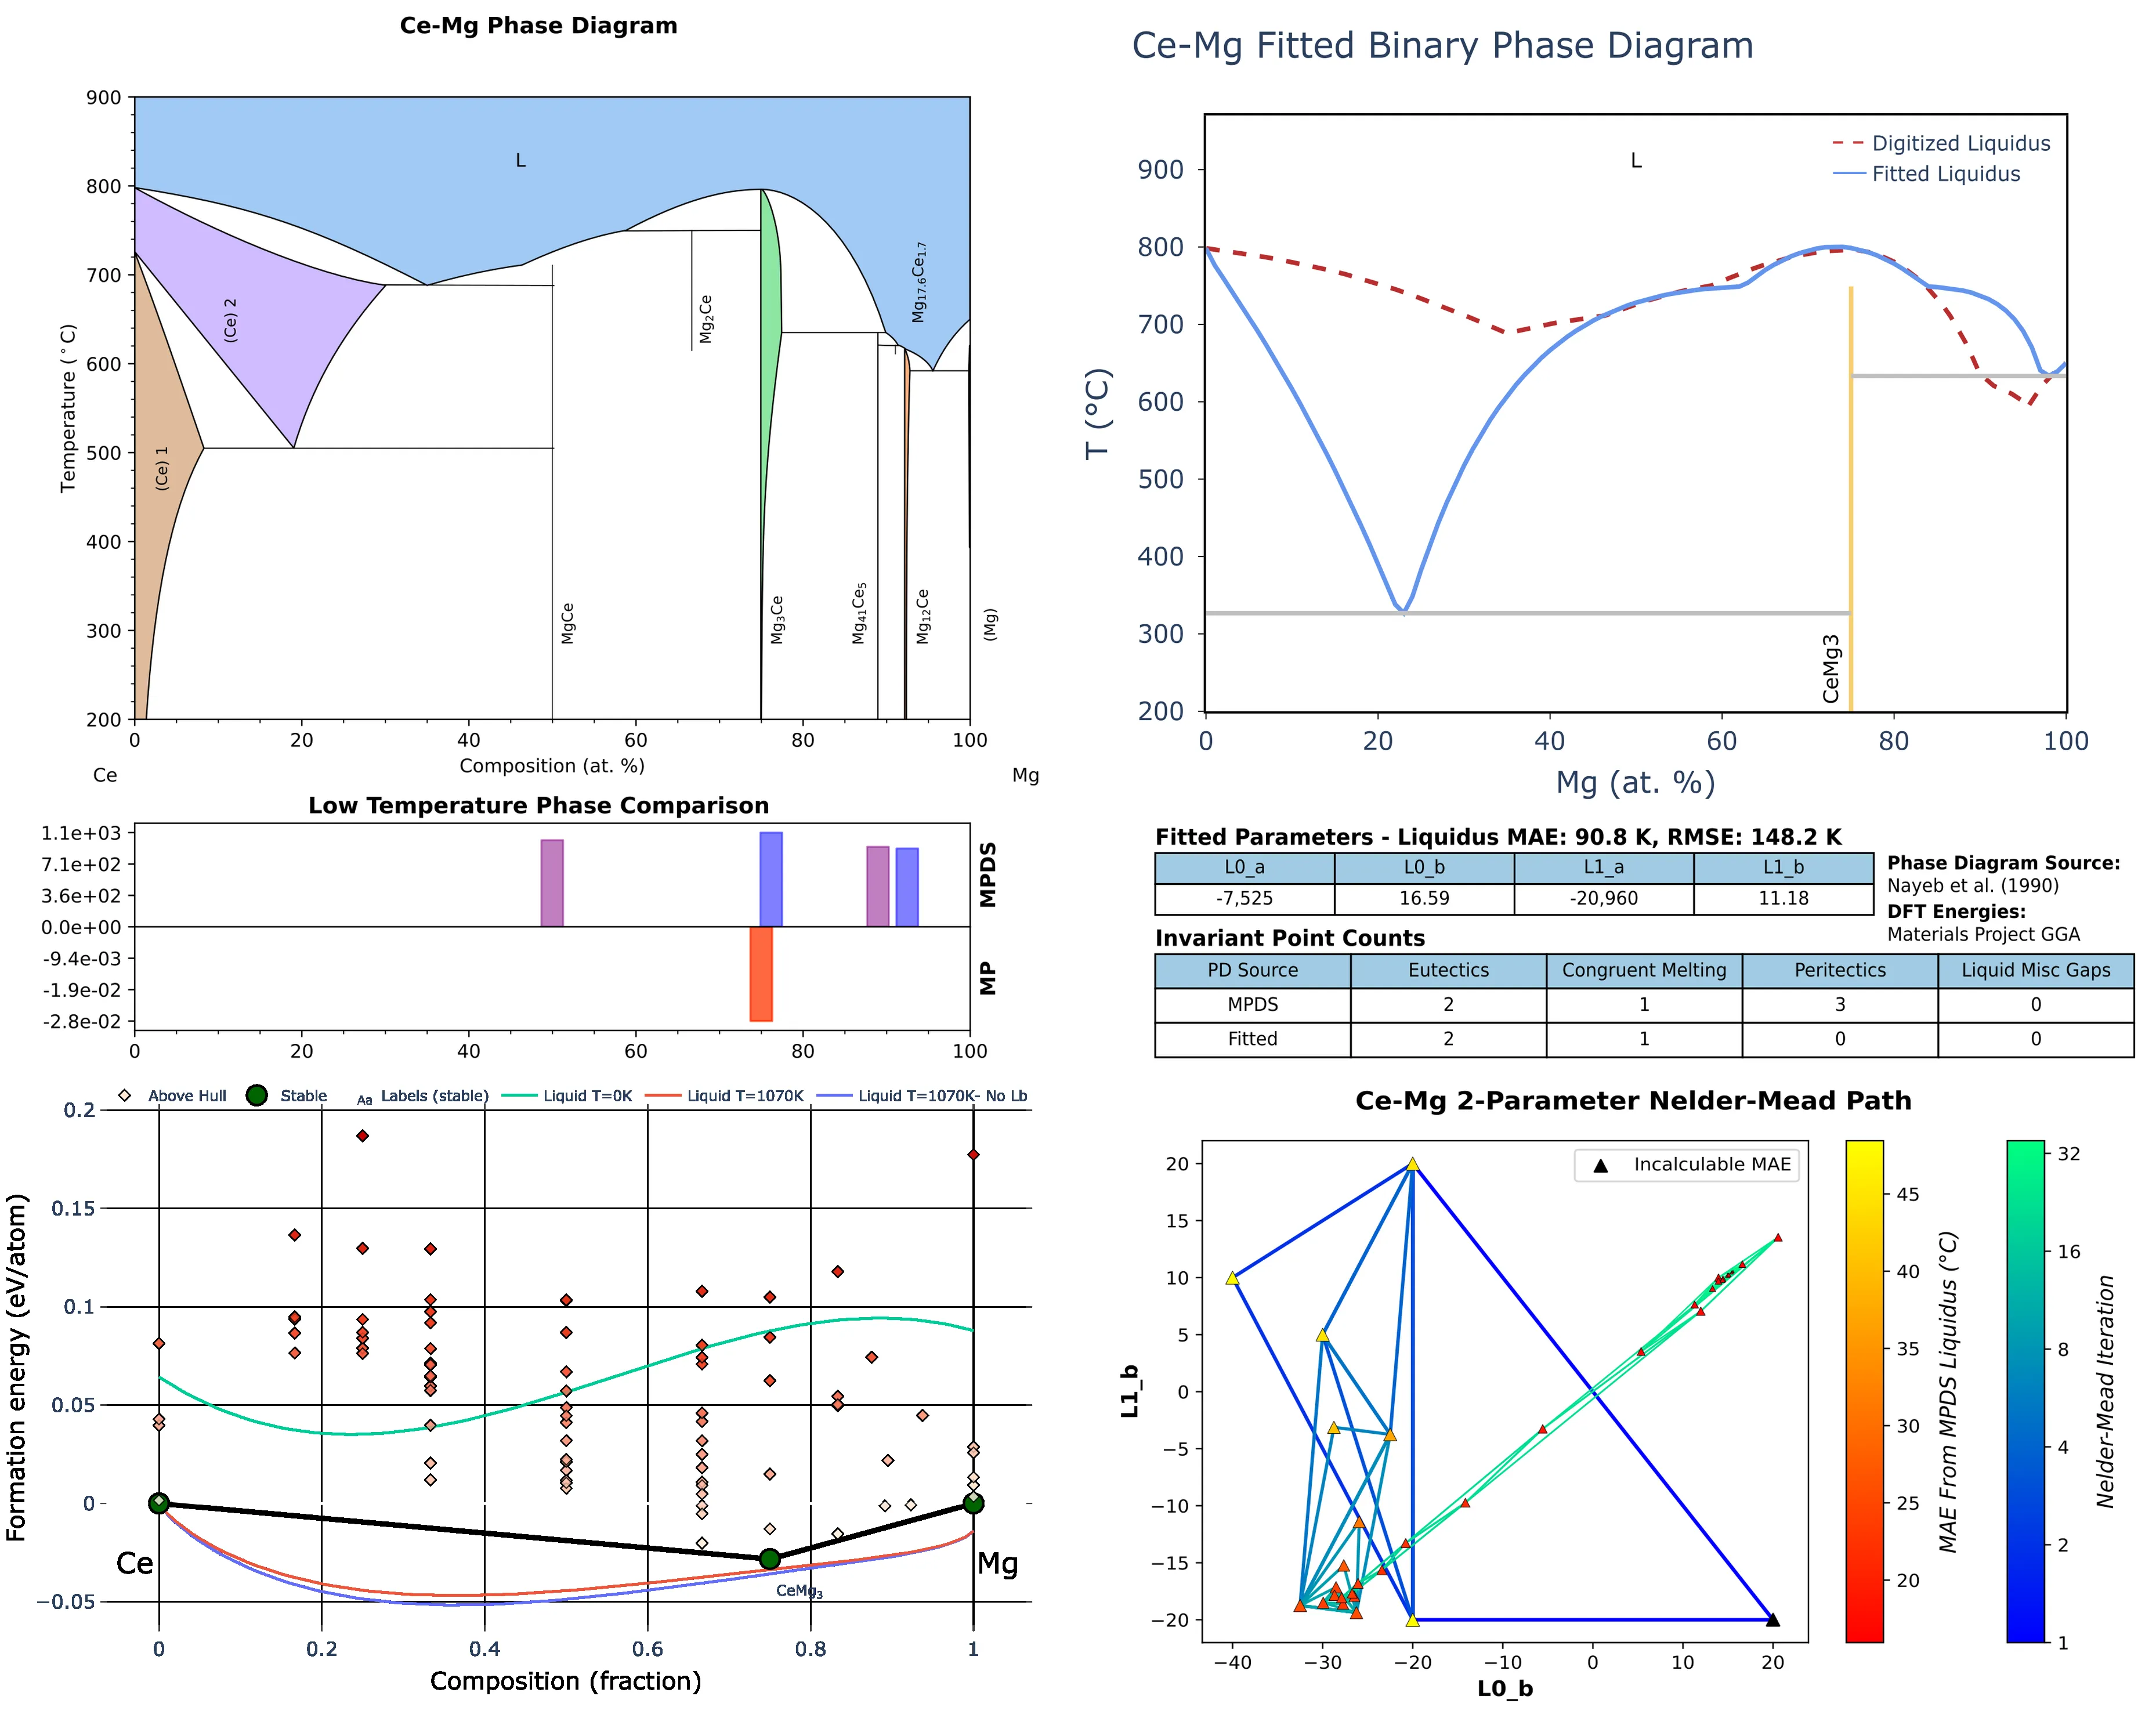 Ce-Mg Phase Diagram
900
800
700
600
500
400
300
200
Temperature (°C)
L
(Ce) 2
(Ce) 1
MgCe
Mg2Ce
Mg3Ce
Mg41Ce5
Mg17.6Ce1.7
Mg12Ce
(Mg)
0 20 40 60 80 100
Composition (at. %)
Ce Mg
Ce-Mg Fitted Binary Phase Diagram
L
Digitized Liquidus
Fitted Liquidus
900
800
700
600
500
400
300
200
T (°C)
CeMg3
0 20 40 60 80 100
Mg (at. %)
Low Temperature Phase Comparison
1.1e+03
7.1e+02
3.6e+02
0.0e+00
-9.4e-03
-1.9e-02
-2.8e-02
MPDS
MP
0 20 40 60 80 100
Fitted Parameters - Liquidus MAE: 90.8 K, RMSE: 148.2 K
L0_a L0_b L1_a L1_b
-7,525 16.59 -20,960 11.18
Phase Diagram Source:
Nayeb et al. (1990)
DFT Energies:
Materials Project GGA
Invariant Point Counts
PD Source Eutectics Congruent Melting Peritectics Liquid Misc Gaps
MPDS 2 1 3 0
Fitted 2 1 0 0
Above Hull Stable Aa Labels (stable) Liquid T=0K Liquid T=1070K Liquid T=1070K- No Lb
0.2
0.15
0.1
0.05
0
−0.05
Formation energy (eV/atom)
Ce
Mg
CeMg3
0 0.2 0.4 0.6 0.8 1
Composition (fraction)
Ce-Mg 2-Parameter Nelder-Mead Path
Incalculable MAE
20
15
10
5
0
−5
−10
−15
−20
L1_b
−40 −30 −20 −10 0 10 20
L0_b
45
40
35
30
25
20
MAE From MPDS Liquidus (°C)
32
16
8
4
2
1
Nelder-Mead Iteration